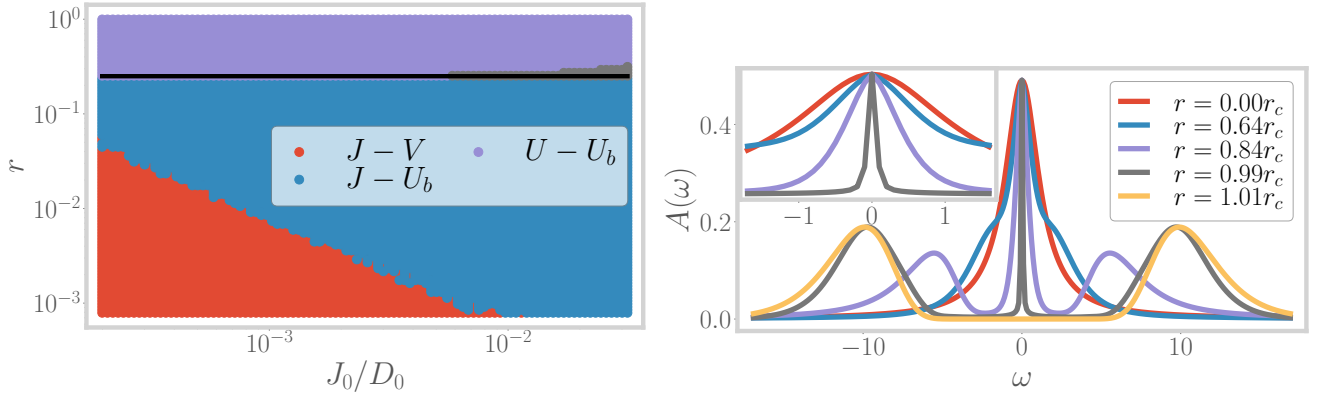 10⁰
10⁻¹
10⁻²
10⁻³
r
J − V
J − U_b
U − U_b
10⁻³
10⁻²
J₀/D₀
0.4
0.2
0.0
A(ω)
−1
0
1
r = 0.00r_c
r = 0.64r_c
r = 0.84r_c
r = 0.99r_c
r = 1.01r_c
−10
0
10
ω